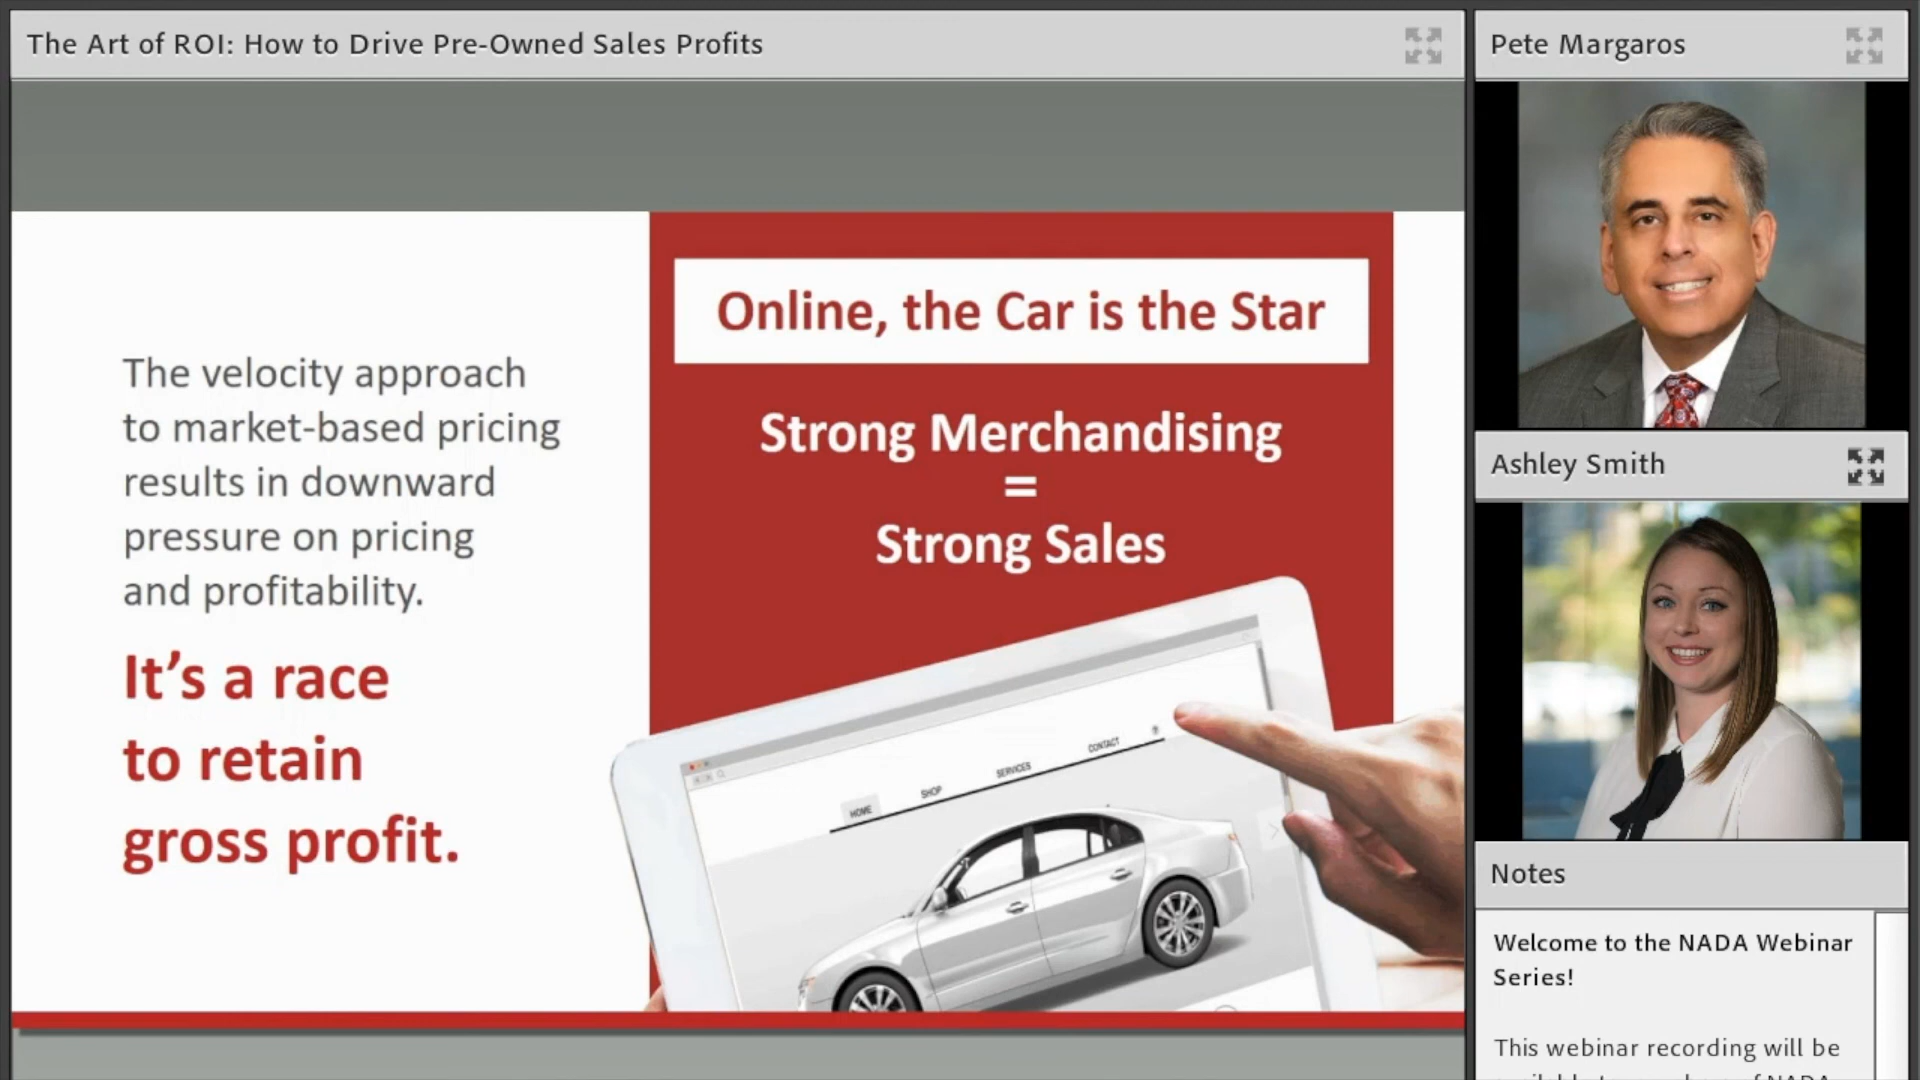 The Art of ROI: How to Drive Pre-Owned Sales Profits
The velocity approach
to market-based pricing
results in downward
pressure on pricing
and profitability.
It's a race
to retain
gross profit.
Online, the Car is the Star
Strong Merchandising
=
Strong Sales
HOME
SHOP
SERVICES
CONTACT
Pete Margaros
Ashley Smith
Notes
Welcome to the NADA Webinar
Series!
This webinar recording will be